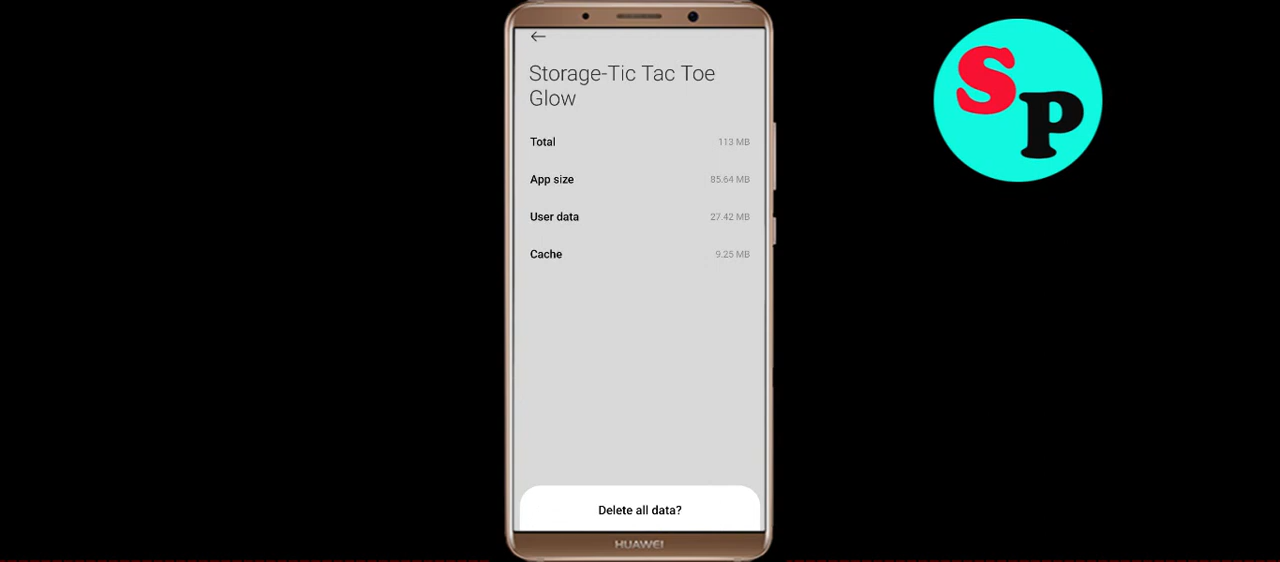 Storage-Tic Tac Toe
Glow
Total 113 MB
App size 85.64 MB
User data 27.42 MB
Cache 9.25 MB
Delete all data?
HUAWEI
SP